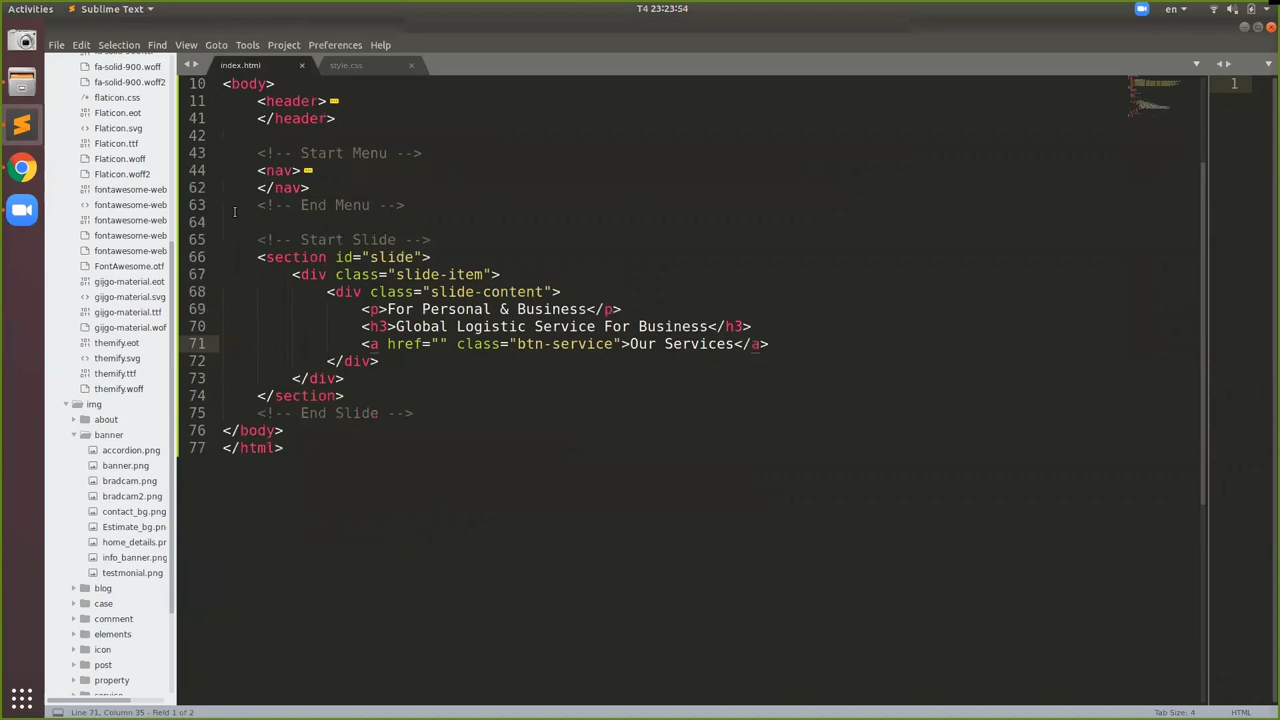 Activities
Sublime Text
T4 23:23:54
en
File Edit Selection Find View Goto Tools Project Preferences Help
index.html
style.css
fa-solid-900.woff
fa-solid-900.woff2
flaticon.css
Flaticon.eot
Flaticon.svg
Flaticon.ttf
Flaticon.woff
Flaticon.woff2
fontawesome-web
fontawesome-web
fontawesome-web
fontawesome-web
fontawesome-web
FontAwesome.otf
gijgo-material.eot
gijgo-material.svg
gijgo-material.ttf
gijgo-material.wof
themify.eot
themify.svg
themify.ttf
themify.woff
img
about
banner
accordion.png
banner.png
bradcam.png
bradcam2.png
contact_bg.png
Estimate_bg.pn
home_details.pr
info_banner.png
testmonial.png
blog
case
comment
elements
icon
post
property
10 <body>
11 <header>
41 </header>
42
43 <!-- Start Menu -->
44 <nav>
62 </nav>
63 <!-- End Menu -->
64
65 <!-- Start Slide -->
66 <section id="slide">
67 <div class="slide-item">
68 <div class="slide-content">
69 <p>For Personal & Business</p>
70 <h3>Global Logistic Service For Business</h3>
71 <a href="" class="btn-service">Our Services</a>
72 </div>
73 </div>
74 </section>
75 <!-- End Slide -->
76 </body>
77 </html>
1
Line 71, Column 35 - Field 1 of 2
Tab Size: 4
HTML